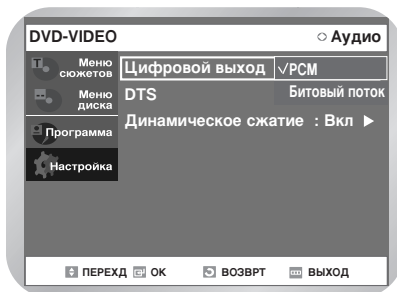 DVD-VIDEO
Аудио
Меню сюжетов
Меню диска
Программа
Настройка
Цифровой выход √PCM
DTS Битовый поток
Динамическое сжатие : Вкл ►
ПЕРЕХД ОК ВОЗВРТ ВЫХОД